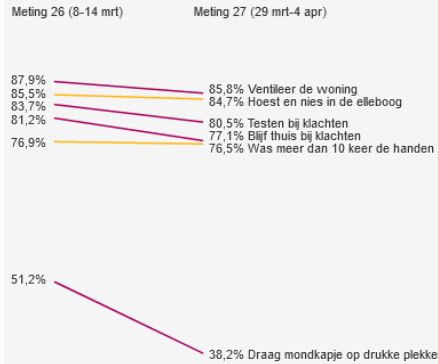 Meting 26 (8-14 mrt) Meting 27 (29 mrt-4 apr)
87,9%
85,5%
83,7%
81,2%
76,9%
51,2%
85,8% Ventileer de woning
84,7% Hoest en nies in de elleboog
80,5% Testen bij klachten
77,1% Blijf thuis bij klachten
76,5% Was meer dan 10 keer de handen
38,2% Draag mondkapje op drukke plekke